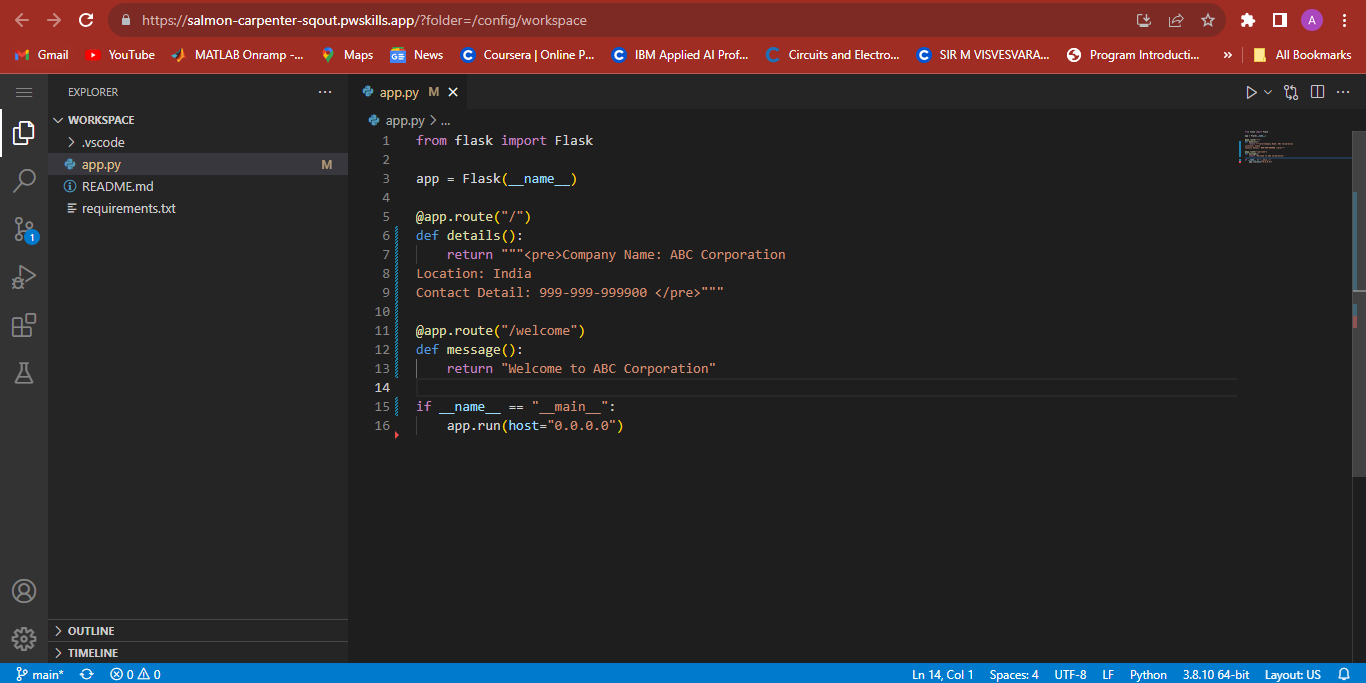 https://salmon-carpenter-sqout.pwskills.app/?folder=/config/workspace
A
Gmail YouTube MATLAB Onramp -... Maps News Coursera | Online P... IBM Applied AI Prof... Circuits and Electro... SIR M VISVESVARA... Program Introducti... » All Bookmarks
EXPLORER ... app.py M
WORKSPACE
.vscode
app.py M
README.md
requirements.txt
1
OUTLINE
TIMELINE
app.py > ...
1 from flask import Flask
2
3 app = Flask(__name__)
4
5 @app.route("/")
6 def details():
7 return """<pre>Company Name: ABC Corporation
8 Location: India
9 Contact Detail: 999-999-999900 </pre>"""
10
11 @app.route("/welcome")
12 def message():
13 return "Welcome to ABC Corporation"
14
15 if __name__ == "__main__":
16 app.run(host="0.0.0.0")
main* 0 0 Ln 14, Col 1 Spaces: 4 UTF-8 LF Python 3.8.10 64-bit Layout: US